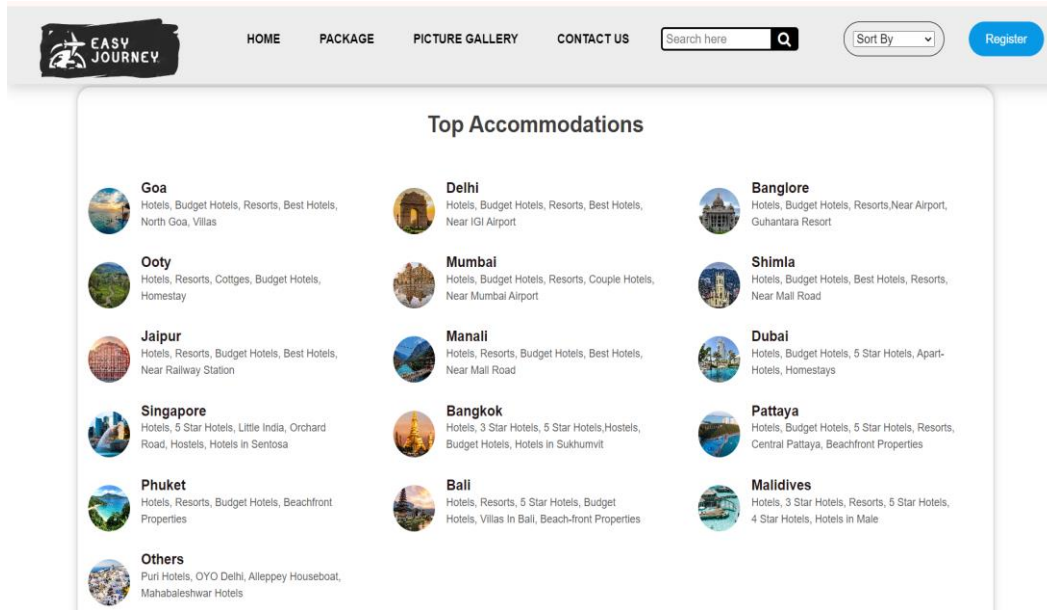 EASY
JOURNEY
HOME
PACKAGE
PICTURE GALLERY
CONTACT US
Search here
Sort By
Register
Top Accommodations
Goa
Hotels, Budget Hotels, Resorts, Best Hotels,
North Goa, Villas
Delhi
Hotels, Budget Hotels, Resorts, Best Hotels,
Near IGI Airport
Banglore
Hotels, Budget Hotels, Resorts,Near Airport,
Guhantara Resort
Ooty
Hotels, Resorts, Cottges, Budget Hotels,
Homestay
Mumbai
Hotels, Budget Hotels, Resorts, Couple Hotels,
Near Mumbai Airport
Shimla
Hotels, Budget Hotels, Best Hotels, Resorts,
Near Mall Road
Jaipur
Hotels, Resorts, Budget Hotels, Best Hotels,
Near Railway Station
Manali
Hotels, Resorts, Budget Hotels, Best Hotels,
Near Mall Road
Dubai
Hotels, Budget Hotels, 5 Star Hotels, Apart-
Hotels, Homestays
Singapore
Hotels, 5 Star Hotels, Little India, Orchard
Road, Hostels, Hotels in Sentosa
Bangkok
Hotels, 3 Star Hotels, 5 Star Hotels,Hostels,
Budget Hotels, Hotels in Sukhumvit
Pattaya
Hotels, Budget Hotels, 5 Star Hotels, Resorts,
Central Pattaya, Beachfront Properties
Phuket
Hotels, Resorts, Budget Hotels, Beachfront
Properties
Bali
Hotels, Resorts, 5 Star Hotels, Budget
Hotels, Villas In Bali, Beach-front Properties
Malidives
Hotels, 3 Star Hotels, Resorts, 5 Star Hotels,
4 Star Hotels, Hotels in Male
Others
Puri Hotels, OYO Delhi, Alleppey Houseboat,
Mahabaleshwar Hotels